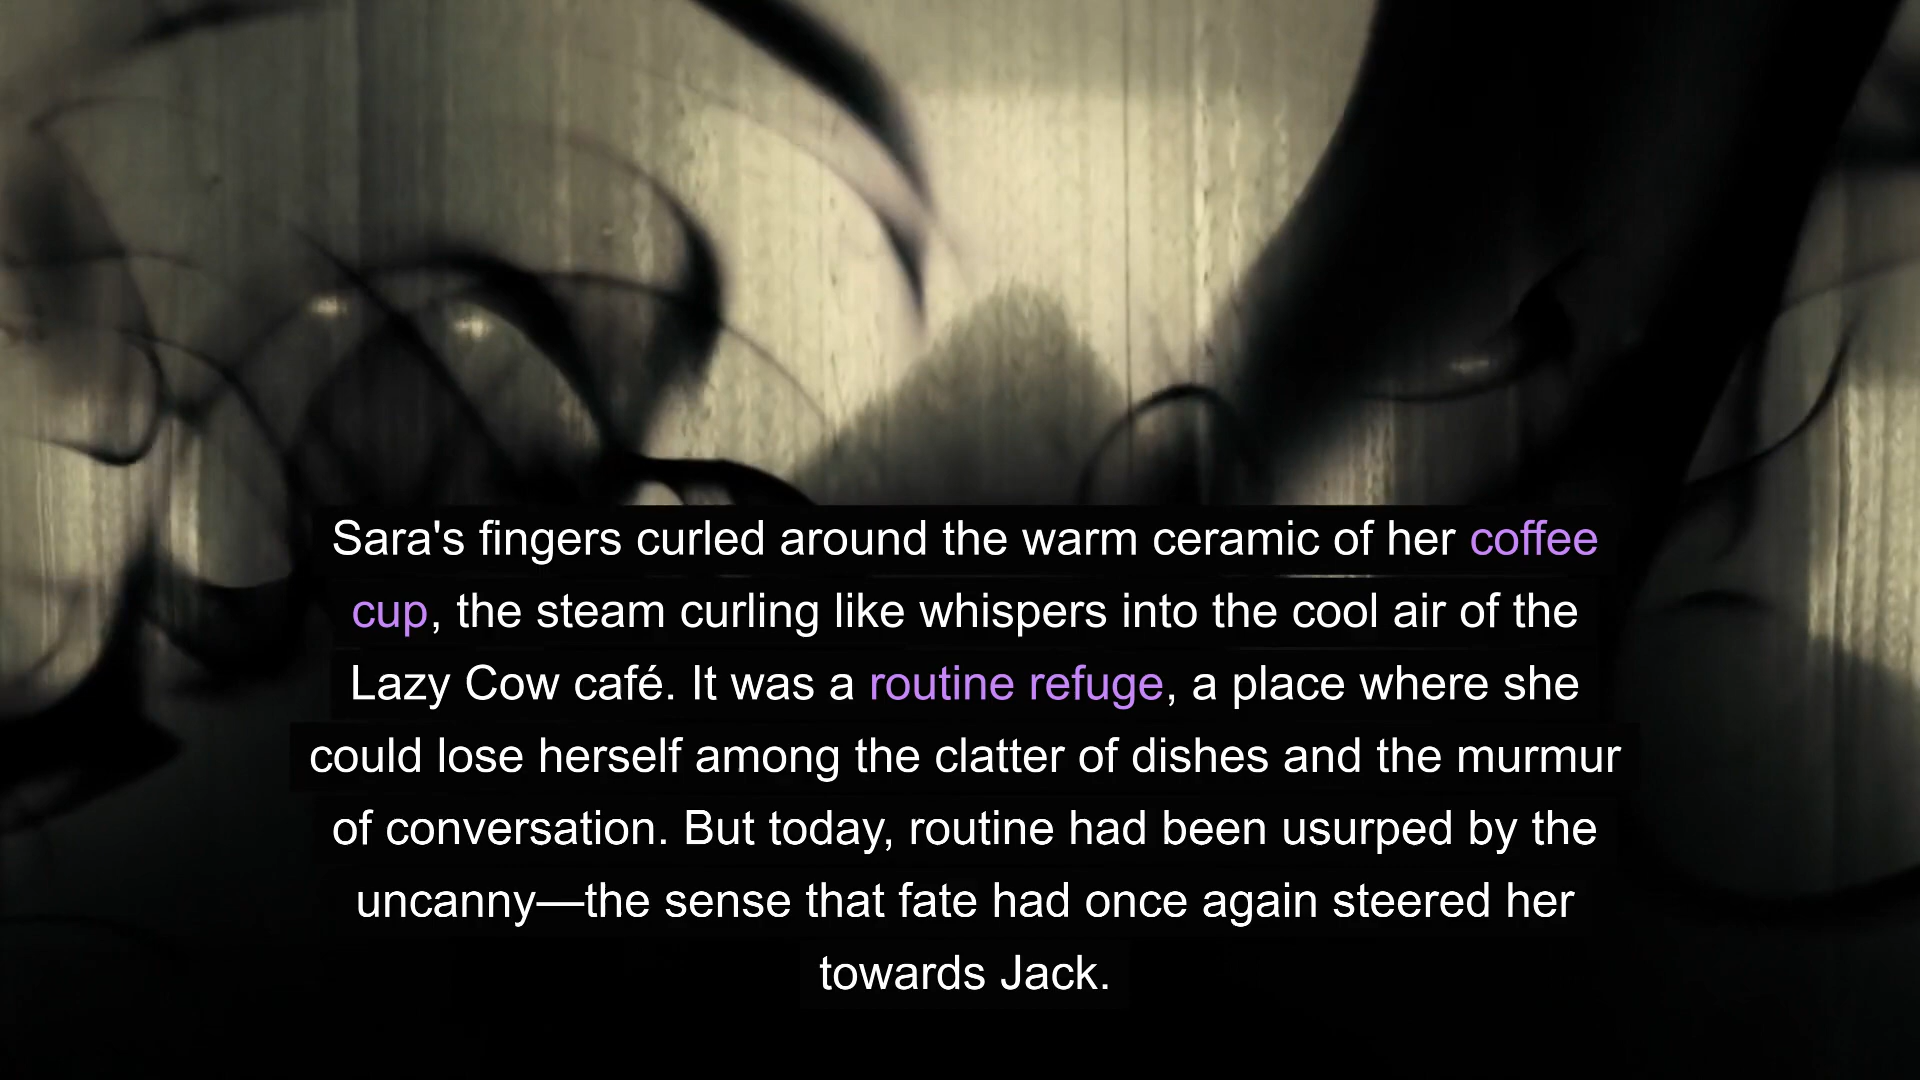 Sara's fingers curled around the warm ceramic of her coffee
cup, the steam curling like whispers into the cool air of the
Lazy Cow café. It was a routine refuge, a place where she
could lose herself among the clatter of dishes and the murmur
of conversation. But today, routine had been usurped by the
uncanny—the sense that fate had once again steered her
towards Jack.